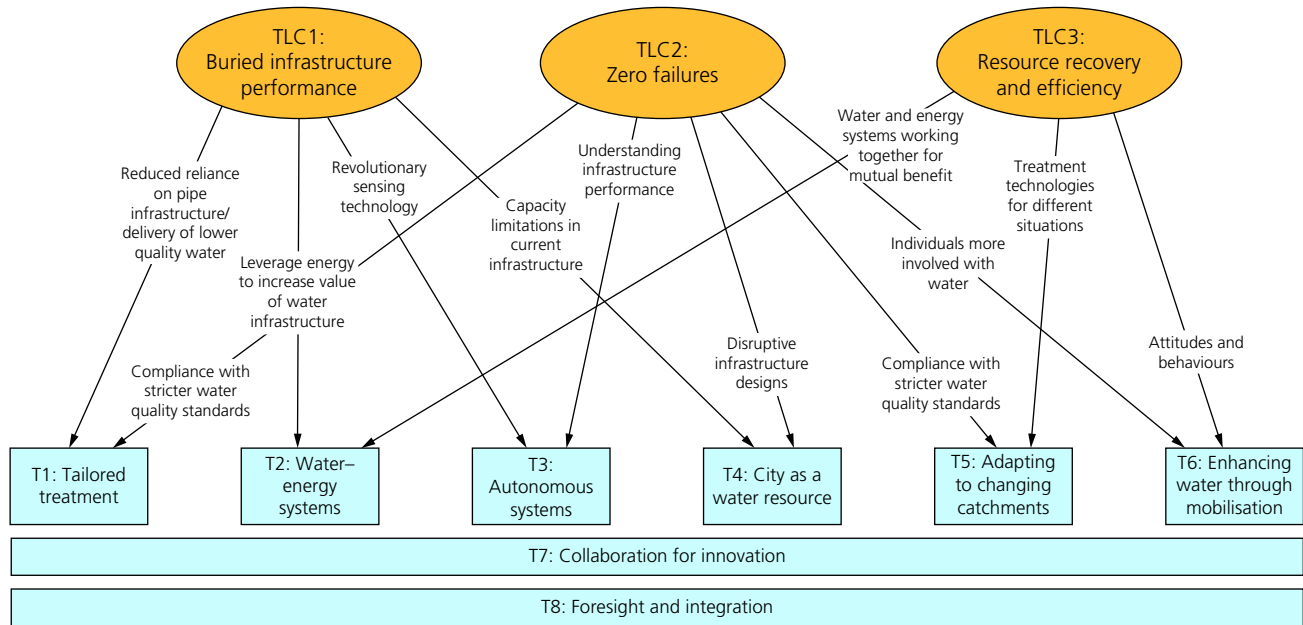 TLC1:
Buried infrastructure
performance
TLC2:
Zero failures
TLC3:
Resource recovery
and efficiency
Reduced reliance
on pipe
infrastructure/
delivery of lower
quality water
Leverage energy
to increase value
of water
infrastructure
Revolutionary
sensing
technology
Capacity
limitations in
current
infrastructure
Compliance with
stricter water
quality standards
Understanding
infrastructure
performance
Disruptive
infrastructure
designs
Compliance with
stricter water
quality standards
Individuals more
involved with
water
Water and energy
systems working
together for
mutual benefit
Treatment
technologies
for different
situations
Attitudes and
behaviours
T1: Tailored
treatment
T2: Water–
energy
systems
T3:
Autonomous
systems
T4: City as a
water resource
T5: Adapting
to changing
catchments
T6: Enhancing
water through
mobilisation
T7: Collaboration for innovation
T8: Foresight and integration